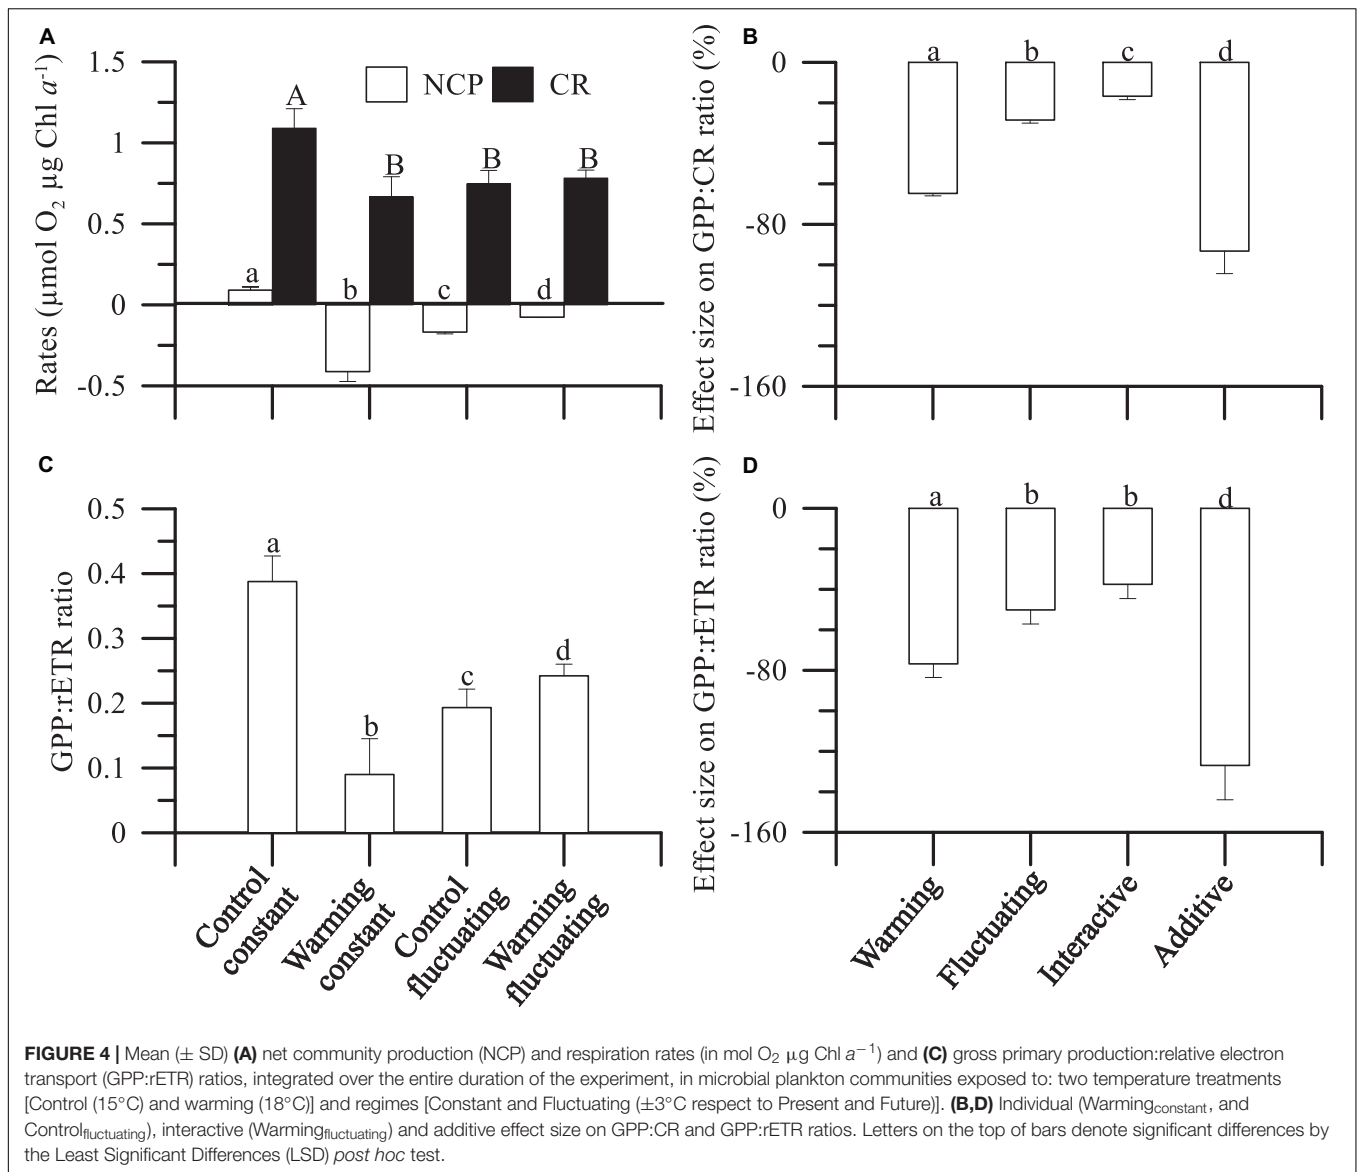 A
Rates (μmol O2 μg Chl a-1)
1.5
1
0.5
0
-0.5
NCP CR
a A
b B
c B
d B
B
Effect size on GPP:CR ratio (%)
0
-80
-160
a b c d
C
GPP:rETR ratio
0.5
0.4
0.3
0.2
0.1
0
a b c d
Control
constant
Warming
constant
Control
fluctuating
Warming
fluctuating
D
Effect size on GPP:rETR ratio (%)
0
-80
-160
a b b d
Warming
Fluctuating
Interactive
Additive
FIGURE 4 | Mean (± SD) (A) net community production (NCP) and respiration rates (in mol O2 μg Chl a−1) and (C) gross primary production:relative electron
transport (GPP:rETR) ratios, integrated over the entire duration of the experiment, in microbial plankton communities exposed to: two temperature treatments
[Control (15°C) and warming (18°C)] and regimes [Constant and Fluctuating (±3°C respect to Present and Future)]. (B,D) Individual (Warmingconstant, and
Controlfluctuating), interactive (Warmingfluctuating) and additive effect size on GPP:CR and GPP:rETR ratios. Letters on the top of bars denote significant differences by
the Least Significant Differences (LSD) post hoc test.